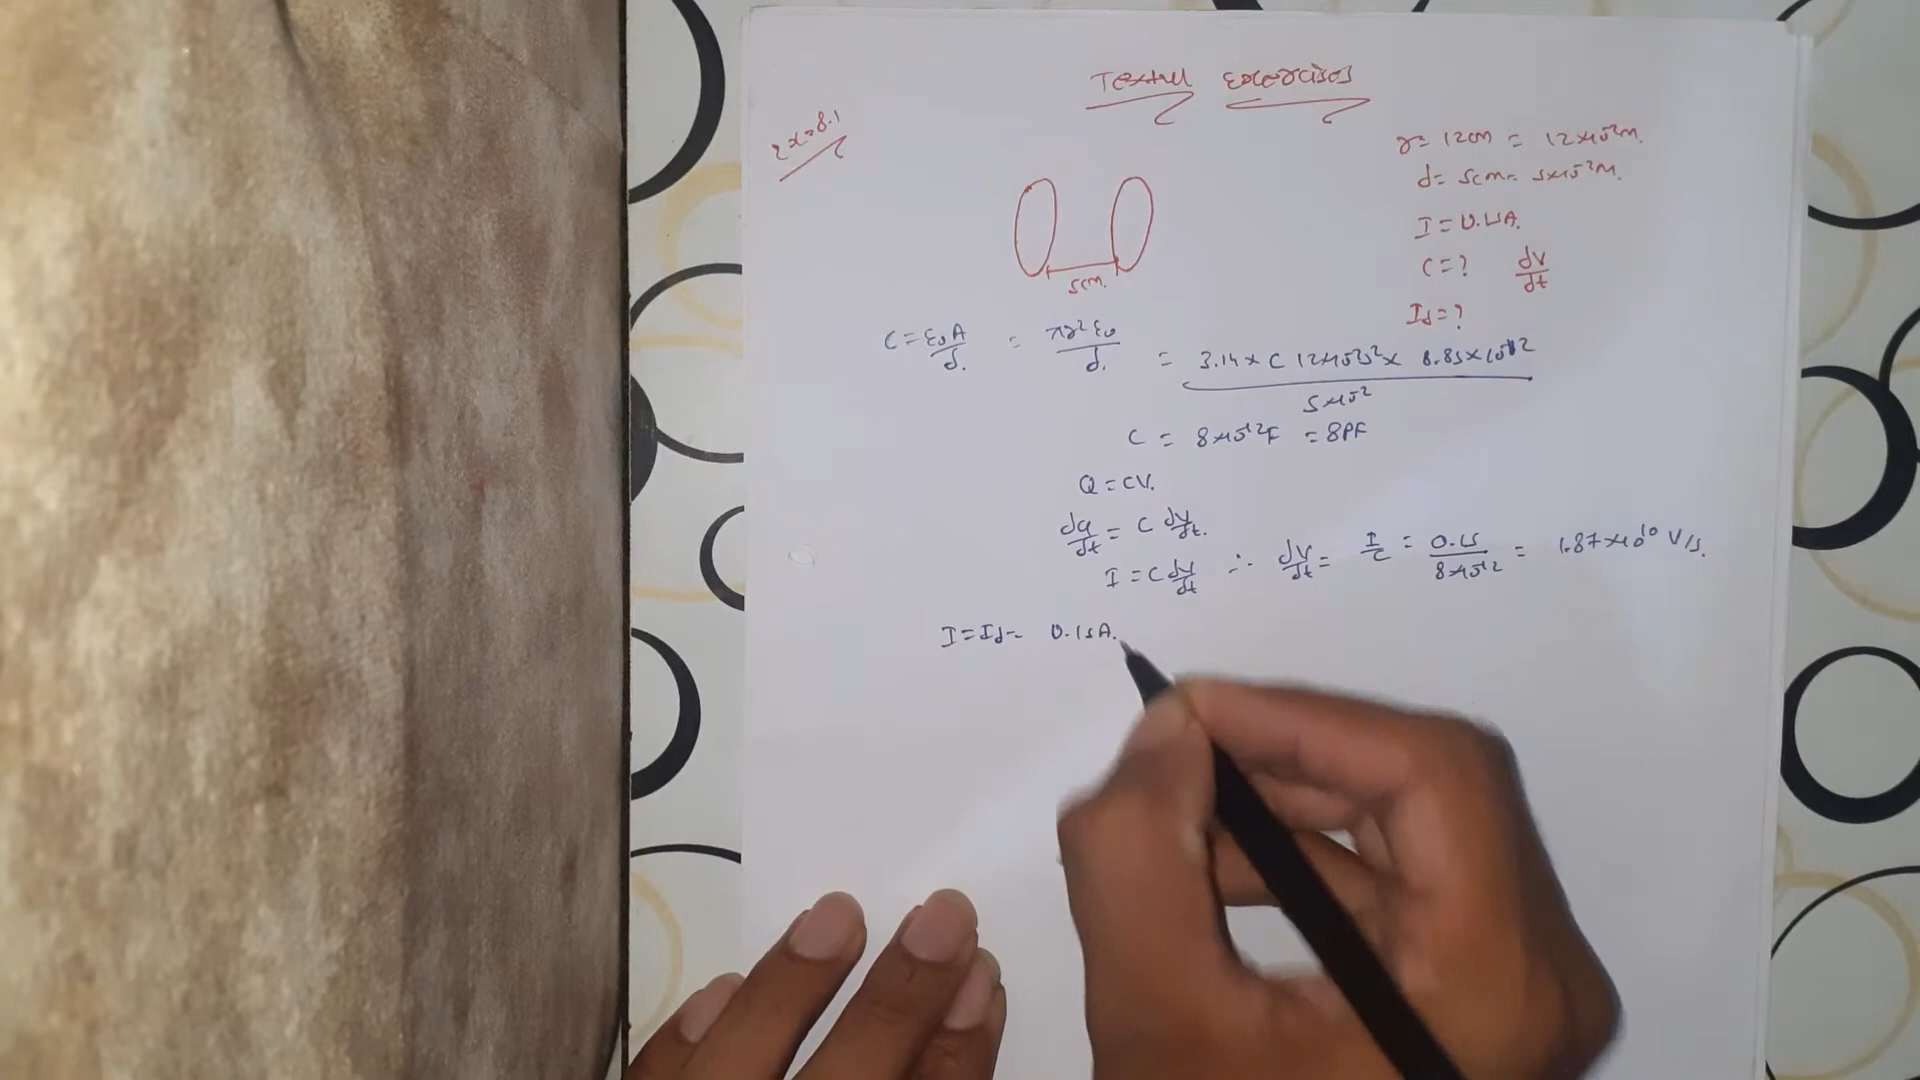 Textual exercises
Ex=8.1
r= 12cm = 12×10⁻²m.
d= 5cm= 5×10⁻²m.
I = 0.15A.
C=? dV/dt
Id=?
5cm.
C = ε₀A/d. = πr²ε₀/d. = 3.14 × (12×10⁻²)² × 8.85×10⁻¹²/5×10⁻²
C = 8×10⁻¹²F = 8PF
Q = CV.
dq/dt = C dV/dt.
I = C dV/dt ∴ dV/dt = I/C = 0.15/8×10⁻¹² = 1.87×10¹⁰ V/s.
I = Id = 0.15A.